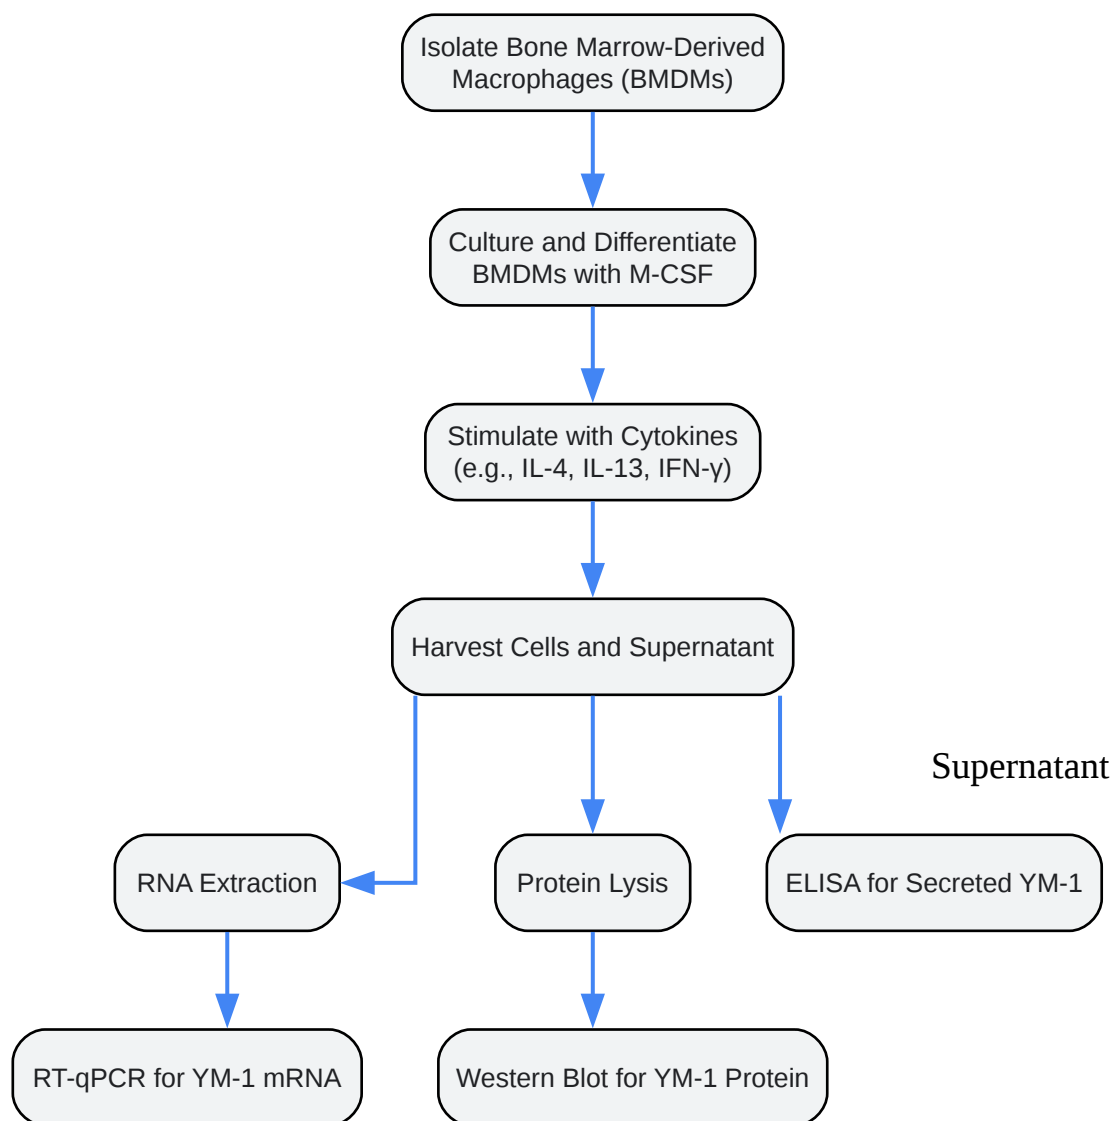 Isolate Bone Marrow-Derived
Macrophages (BMDMs)
Culture and Differentiate
BMDMs with M-CSF
Stimulate with Cytokines
(e.g., IL-4, IL-13, IFN-γ)
Harvest Cells and Supernatant
Supernatant
RNA Extraction
Protein Lysis
ELISA for Secreted YM-1
RT-qPCR for YM-1 mRNA
Western Blot for YM-1 Protein